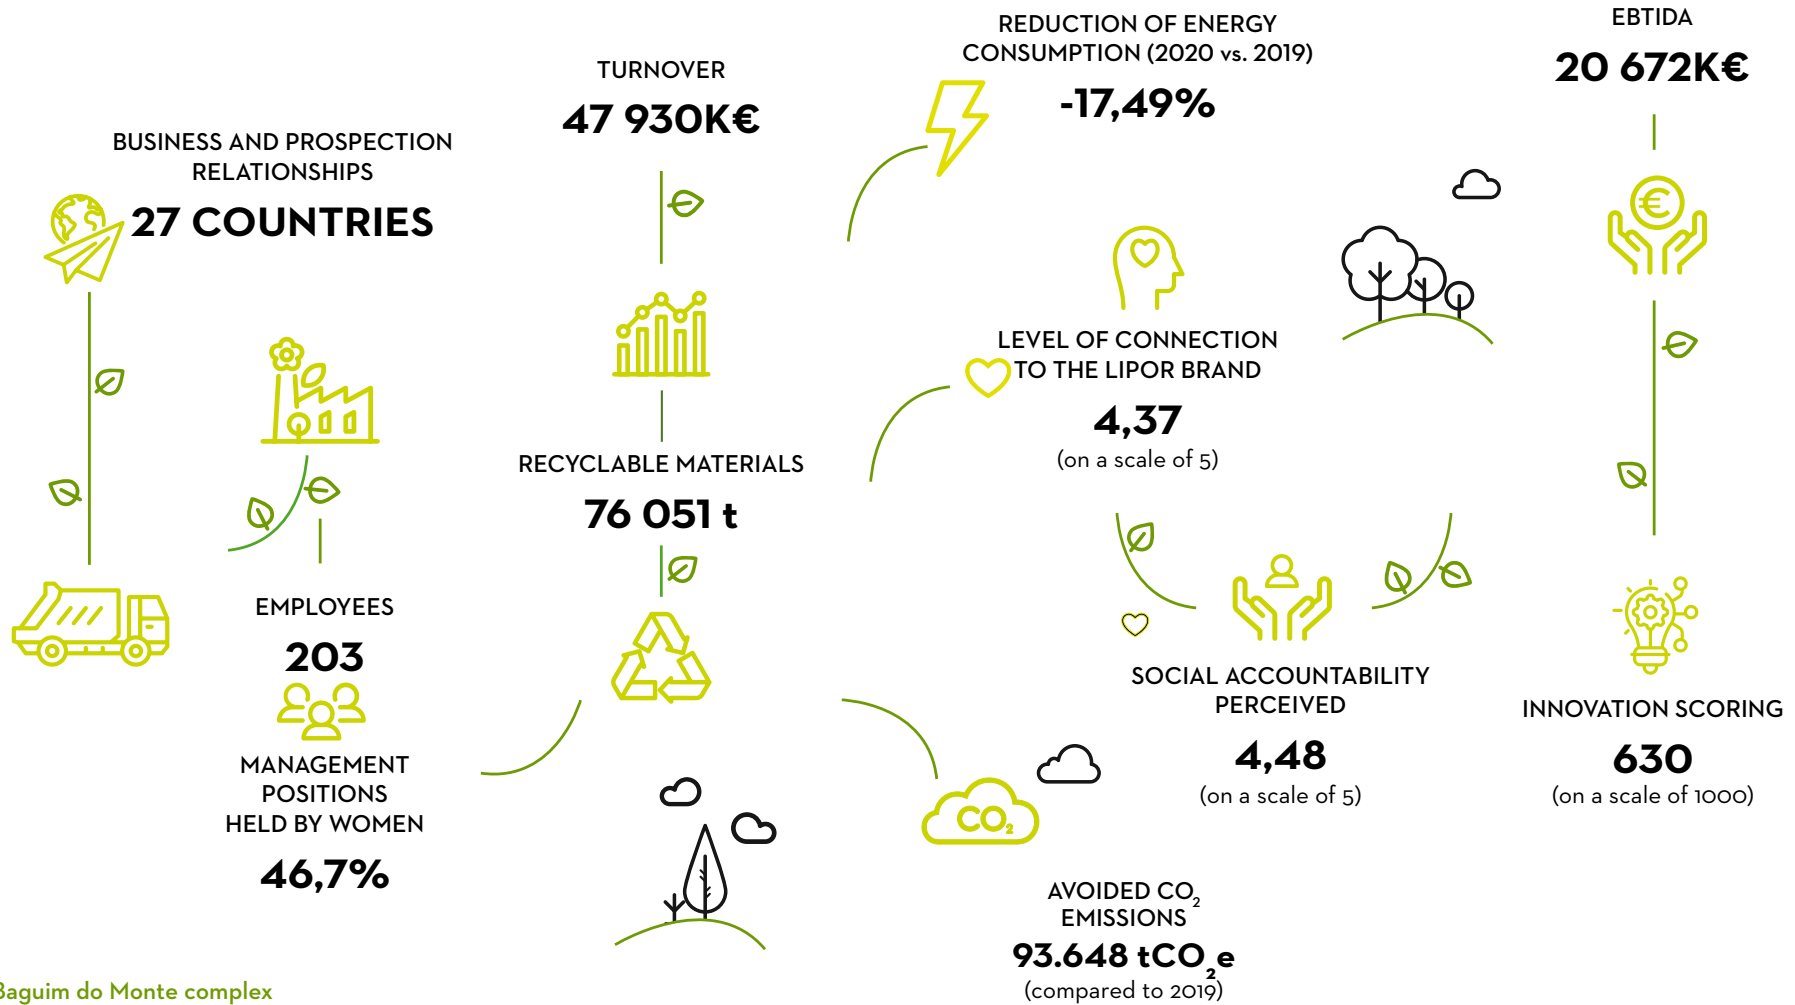 BUSINESS AND PROSPECTION
RELATIONSHIPS
27 COUNTRIES
EMPLOYEES
203
MANAGEMENT
POSITIONS
HELD BY WOMEN
46,7%
TURNOVER
47 930K€
RECYCLABLE MATERIALS
76 051 t
REDUCTION OF ENERGY
CONSUMPTION (2020 vs. 2019)
-17,49%
LEVEL OF CONNECTION
TO THE LIPOR BRAND
4,37
(on a scale of 5)
SOCIAL ACCOUNTABILITY
PERCEIVED
4,48
(on a scale of 5)
CO₂
AVOIDED CO₂
EMISSIONS
93.648 tCO₂e
(compared to 2019)
EBTIDA
20 672K€
€
INNOVATION SCORING
630
(on a scale of 1000)
Baguim do Monte complex